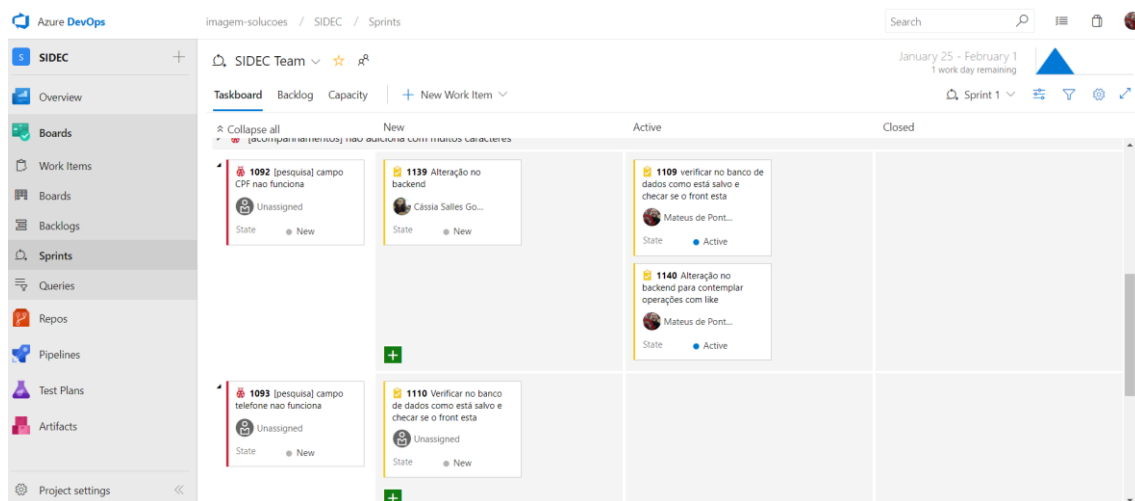 Azure DevOps
imagem-solucoes / SIDEC / Sprints
Search
S SIDEC
Overview
Boards
Work Items
Boards
Backlogs
Sprints
Queries
Repos
Pipelines
Test Plans
Artifacts
Project settings
SIDEC Team
January 25 - February 1
1 work day remaining
Taskboard Backlog Capacity + New Work Item
Sprint 1
Collapse all
New
Active
Closed
[acompanhamentos] nao adiciona com muitos caracteres
1092 [pesquisa] campo
CPF nao funciona
Unassigned
State New
1139 Alteração no
backend
Cássia Salles Go...
State New
1109 verificar no banco de
dados como está salvo e
checar se o front esta
Mateus de Pont...
State Active
1140 Alteração no
backend para contemplar
operações com like
Mateus de Pont...
State Active
1093 [pesquisa] campo
telefone nao funciona
Unassigned
State New
1110 Verificar no banco
de dados como está salvo e
checar se o front esta
Unassigned
State New